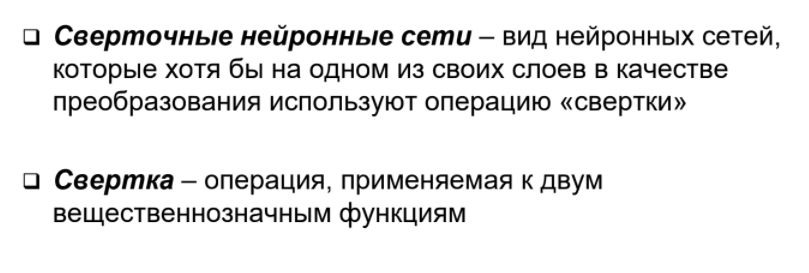 ❑ Сверточные нейронные сети – вид нейронных сетей,
которые хотя бы на одном из своих слоев в качестве
преобразования используют операцию «свертки»
❑ Свертка – операция, применяемая к двум
вещественнозначным функциям